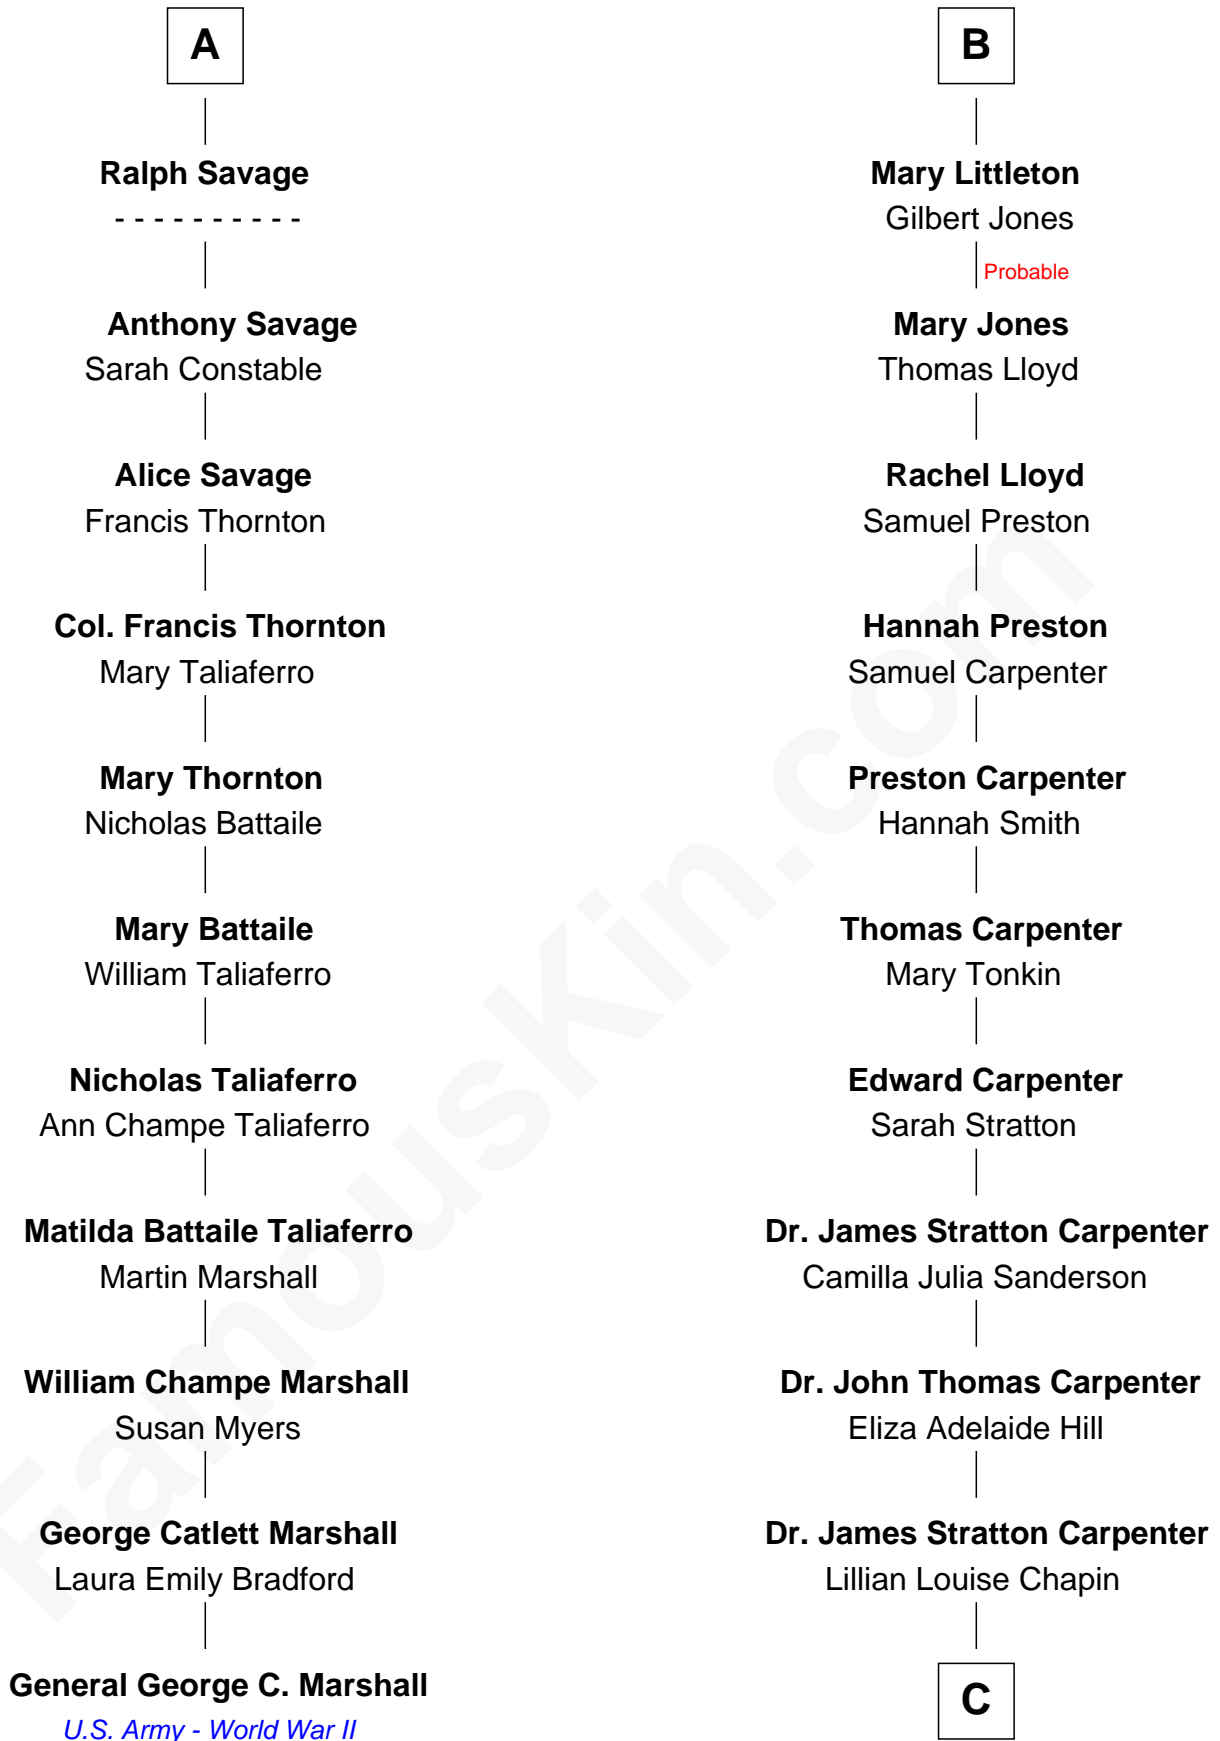 A
Ralph Savage
- - - - - - - - - -
Anthony Savage
Sarah Constable
Alice Savage
Francis Thornton
Col. Francis Thornton
Mary Taliaferro
Mary Thornton
Nicholas Battaile
Mary Battaile
William Taliaferro
Nicholas Taliaferro
Ann Champe Taliaferro
Matilda Battaile Taliaferro
Martin Marshall
William Champe Marshall
Susan Myers
George Catlett Marshall
Laura Emily Bradford
General George C. Marshall
U.S. Army - World War II
B
Mary Littleton
Gilbert Jones
Probable
Mary Jones
Thomas Lloyd
Rachel Lloyd
Samuel Preston
Hannah Preston
Samuel Carpenter
Preston Carpenter
Hannah Smith
Thomas Carpenter
Mary Tonkin
Edward Carpenter
Sarah Stratton
Dr. James Stratton Carpenter
Camilla Julia Sanderson
Dr. John Thomas Carpenter
Eliza Adelaide Hill
Dr. James Stratton Carpenter
Lillian Louise Chapin
C
FamousKin.com